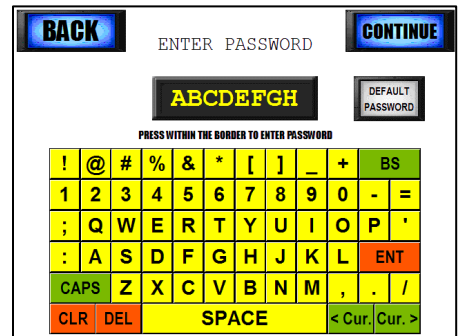 BACK
ENTER PASSWORD
CONTINUE
ABCDEFGH
DEFAULT
PASSWORD
PRESS WITHIN THE BORDER TO ENTER PASSWORD
! @ # % & * [ ] _ + BS
1 2 3 4 5 6 7 8 9 0 - =
; Q W E R T Y U I O P '
: A S D F G H J K L ENT
CAPS Z X C V B N M , . /
CLR DEL SPACE < Cur. Cur. >